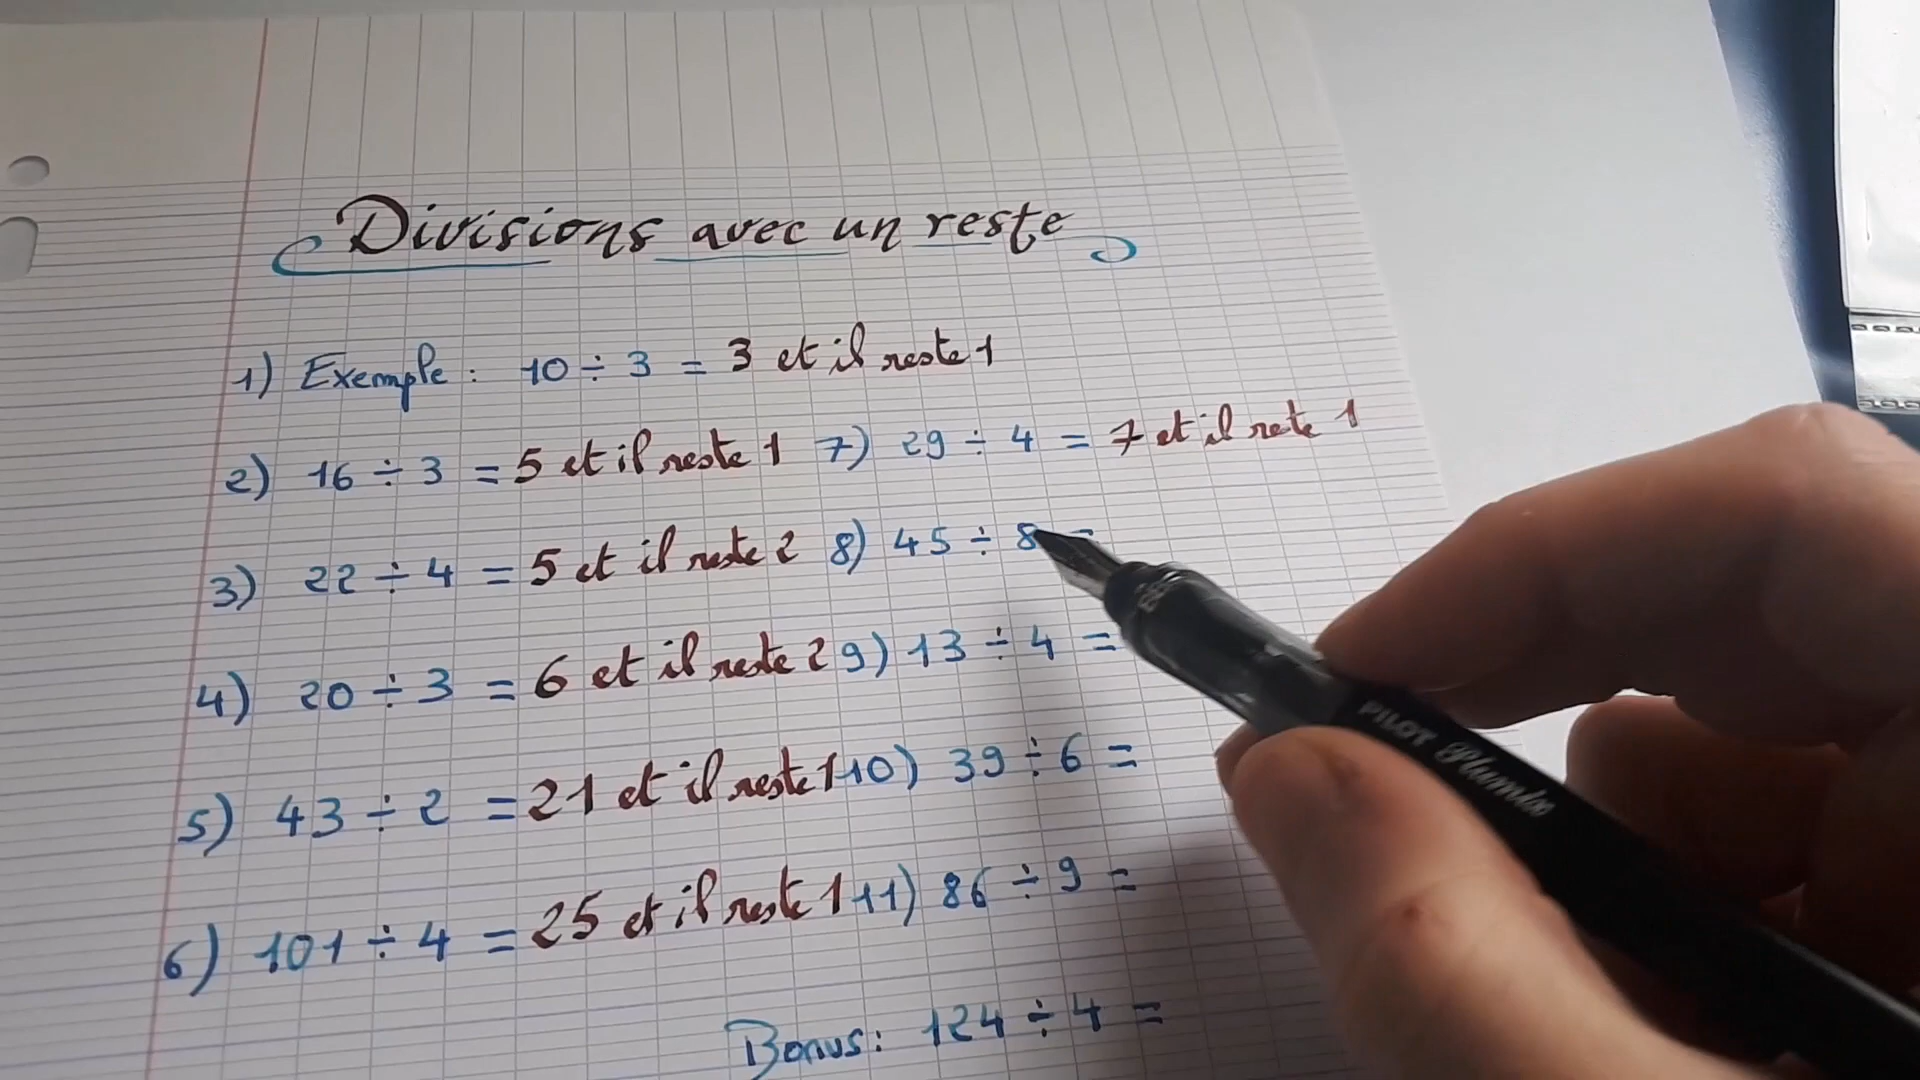 Divisions avec un reste
1) Exemple : 10 ÷ 3 = 3 et il reste 1
2) 16 ÷ 3 = 5 et il reste 1 7) 29 ÷ 4 = 7 et il reste 1
3) 22 ÷ 4 = 5 et il reste 2 8) 45 ÷ 8 =
4) 20 ÷ 3 = 6 et il reste 2 9) 13 ÷ 4 =
5) 43 ÷ 2 = 21 et il reste 1 10) 39 ÷ 6 =
6) 101 ÷ 4 = 25 et il reste 1 11) 86 ÷ 9 =
Bonus : 124 ÷ 4 =
PILOT Plumix